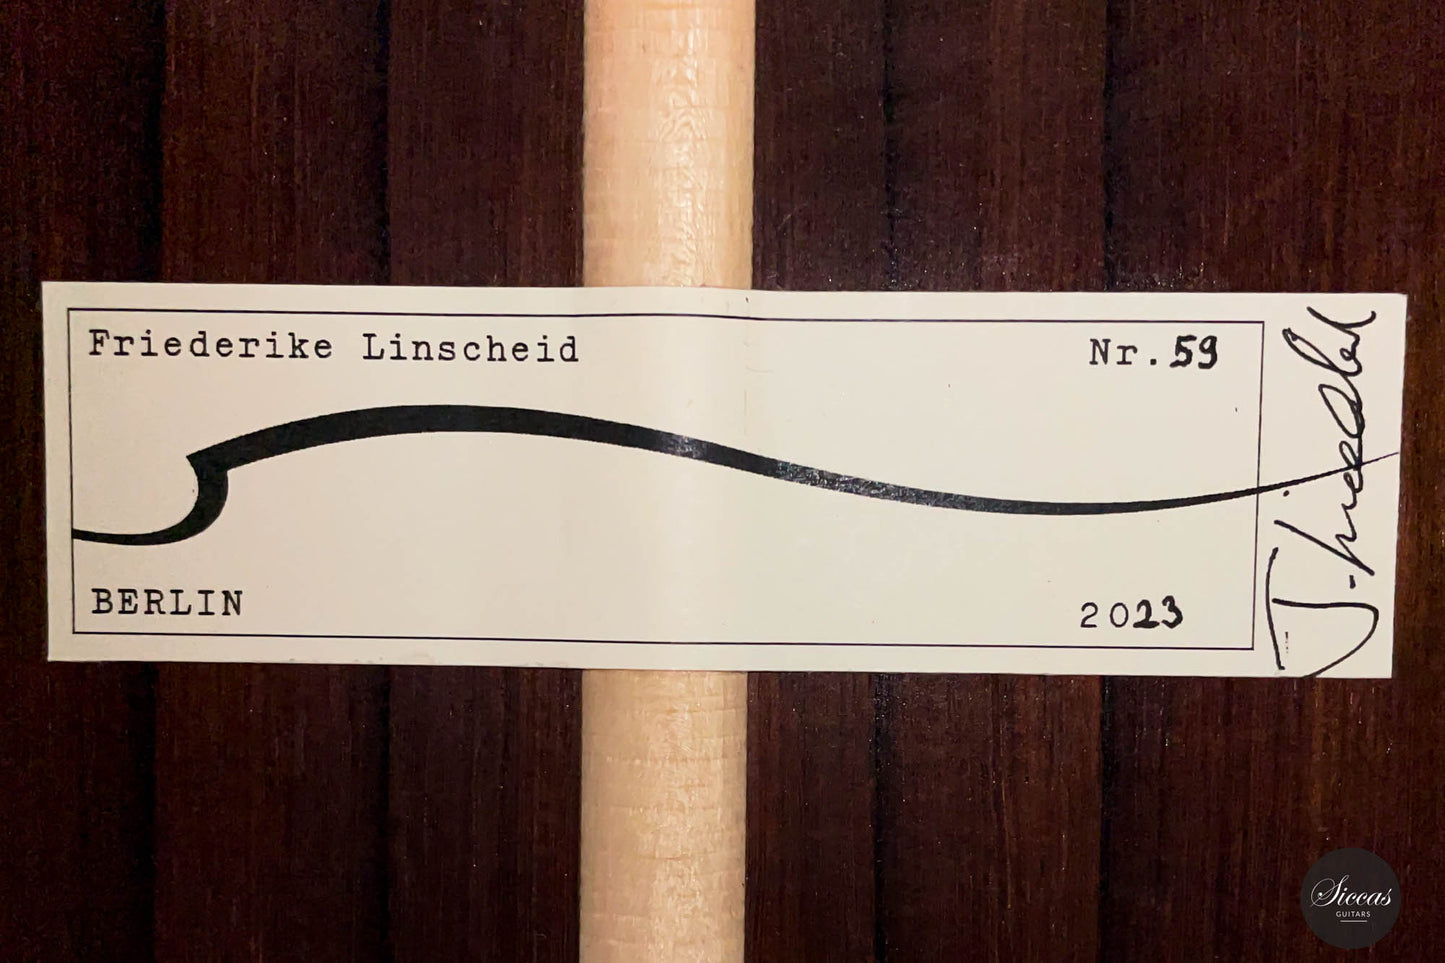 Friederike Linscheid
Nr. 59
BERLIN
2023
Siccas
GUITARS